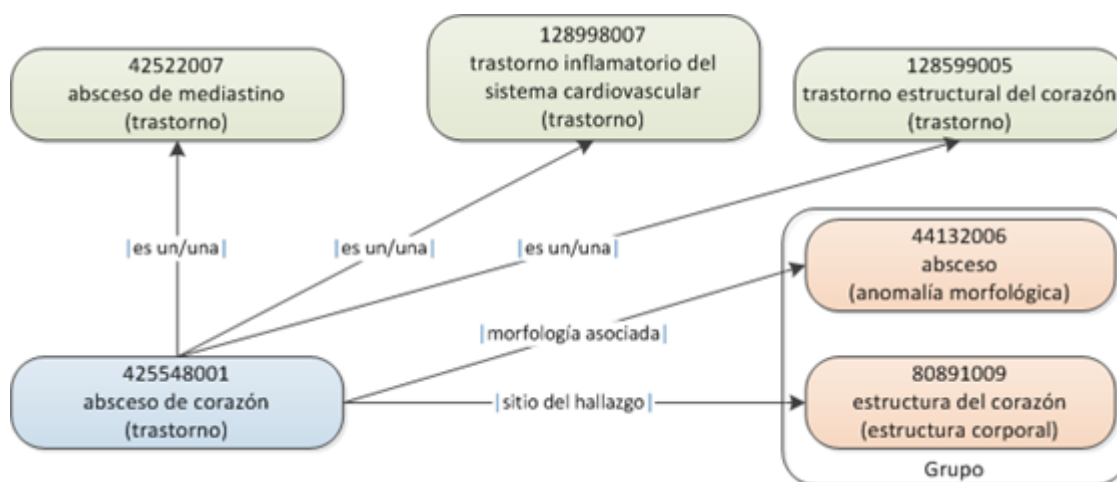 42522007
absceso de mediastino
(trastorno)
128998007
trastorno inflamatorio del
sistema cardiovascular
(trastorno)
128599005
trastorno estructural del corazón
(trastorno)
|es un/una|
|es un/una|
|es un/una|
44132006
absceso
(anomalía morfológica)
|morfología asociada|
425548001
absceso de corazón
(trastorno)
|sitio del hallazgo|
80891009
estructura del corazón
(estructura corporal)
Grupo